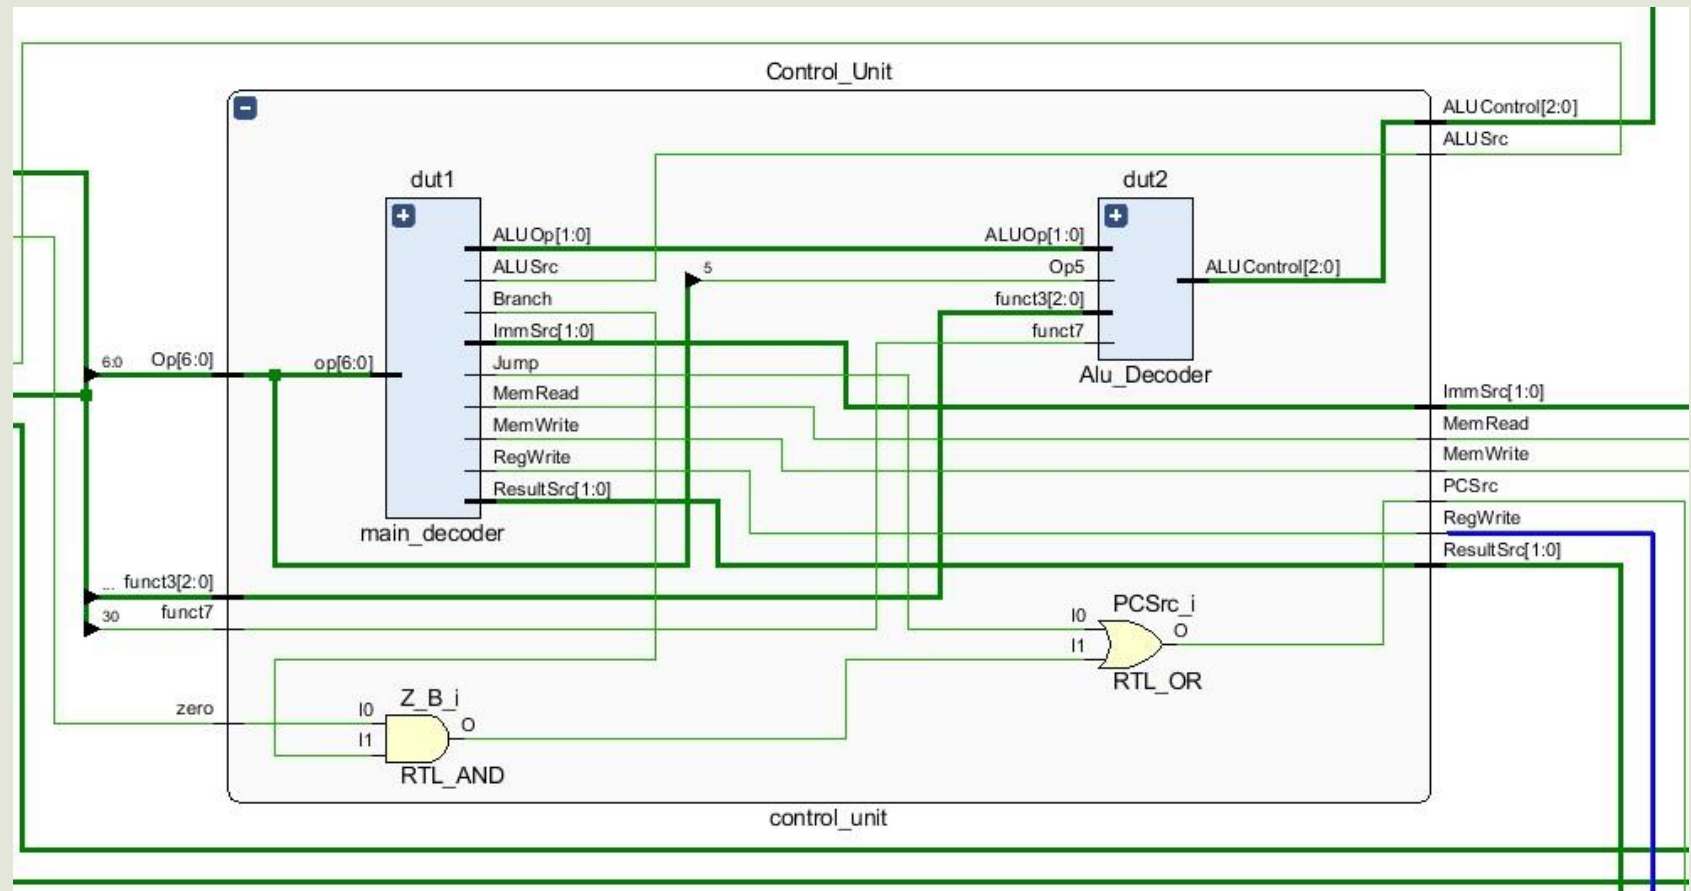 Control_Unit
ALUControl[2:0]
ALUSrc
dut1
dut2
ALUOp[1:0]
ALUSrc
Branch
ImmSrc[1:0]
Jump
MemRead
MemWrite
RegWrite
ResultSrc[1:0]
op[6:0]
main_decoder
ALUOp[1:0]
5
Op5
funct3[2:0]
funct7
ALUControl[2:0]
Alu_Decoder
6:0
Op[6:0]
... funct3[2:0]
30
funct7
zero
ImmSrc[1:0]
MemRead
MemWrite
PCSrc
RegWrite
ResultSrc[1:0]
PCSrc_i
I0
I1
O
RTL_OR
Z_B_i
I0
I1
O
RTL_AND
control_unit